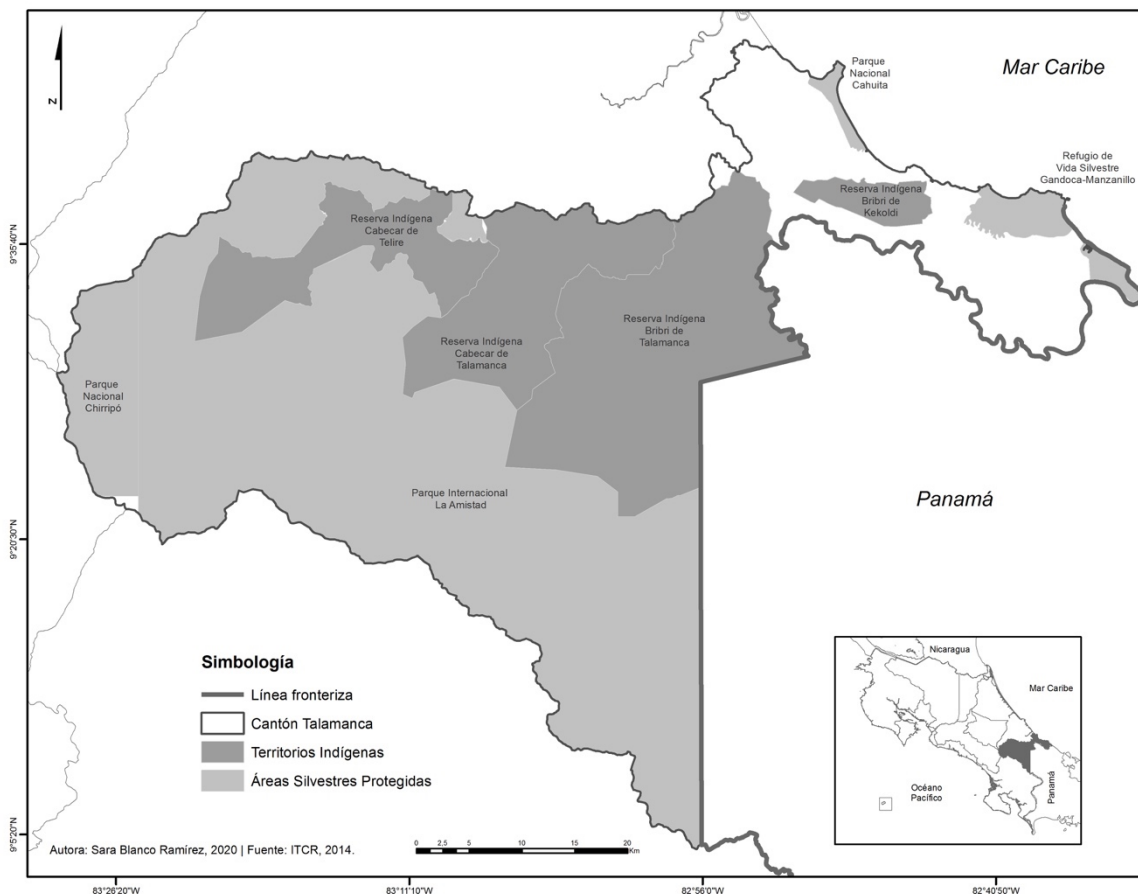 Mar Caribe
Parque
Nacional
Cahuita
Refugio de
Vida Silvestre
Gandoca-Manzanillo
Reserva Indígena
Bribri de
Kekoldi
Reserva Indígena
Cabecar de
Telire
Reserva Indígena
Bribri de
Talamanca
Reserva Indígena
Cabecar de
Talamanca
Parque
Nacional
Chirripó
Parque Internacional
La Amistad
Panamá
N
9°35'40"N
9°20'30"N
9°5'20"N
Simbología
Línea fronteriza
Cantón Talamanca
Territorios Indígenas
Áreas Silvestres Protegidas
Nicaragua
Mar Caribe
Océano
Pacífico
Panamá
Autora: Sara Blanco Ramírez, 2020 | Fuente: ITCR, 2014.
0 2,5 5 10 15 20
Km
83°26'20"W
83°11'10"W
82°56'0"W
82°40'50"W